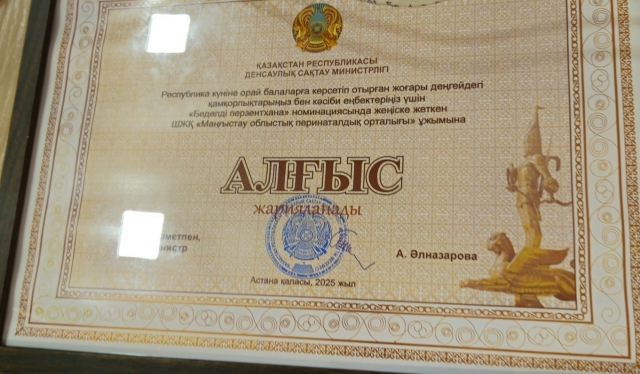 ҚАЗАҚСТАН РЕСПУБЛИКАСЫ
ДЕНСАУЛЫҚ САҚТАУ МИНИСТРЛІГІ
Республика күніне орай балаларға көрсетіп отырған жоғары деңгейдегі
қамқорлықтарыңыз бен кәсіби еңбектеріңіз үшін
«Беделді перзентхана» номинациясында жеңіске жеткен
ШЖҚ «Маңғыстау облыстық перинаталдық орталығы» ұжымына
АЛҒЫС
жарияланады
А. Әлназарова
Астана қаласы, 2025 жыл